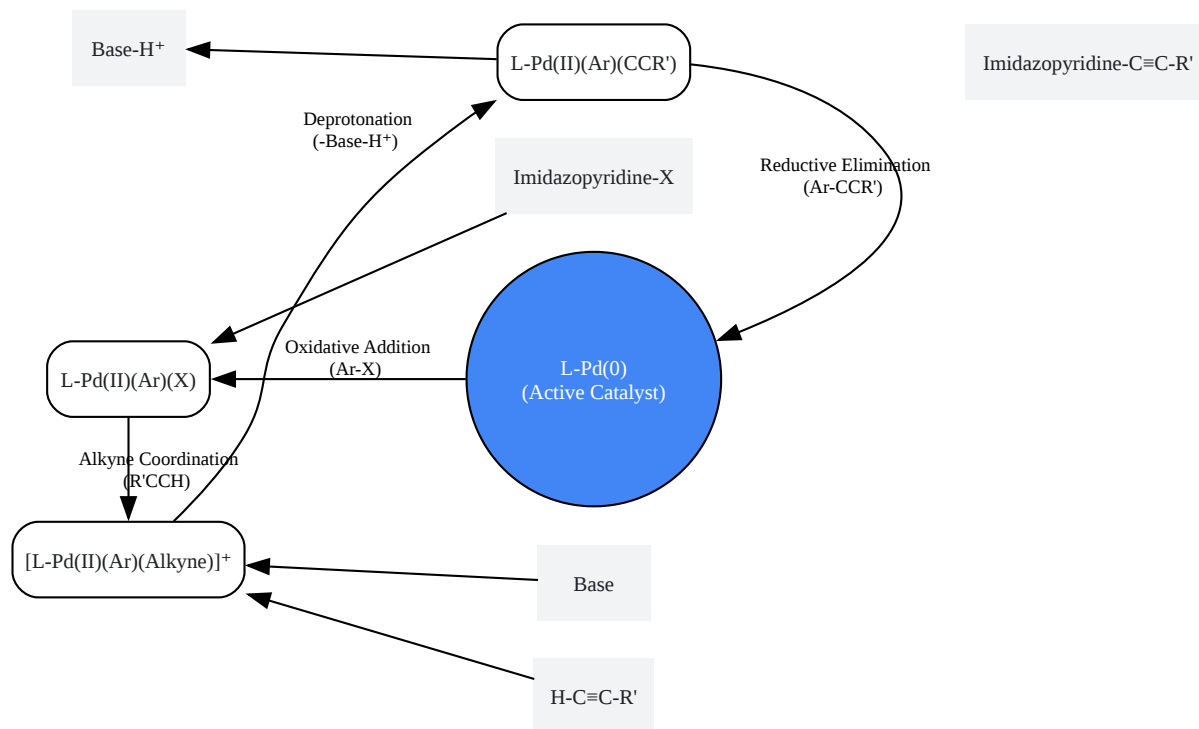 Base-H⁺
L-Pd(II)(Ar)(CCR')
Imidazopyridine-C≡C-R'
Deprotonation
(-Base-H⁺)
Imidazopyridine-X
Reductive Elimination
(Ar-CCR')
L-Pd(II)(Ar)(X)
Oxidative Addition
(Ar-X)
L-Pd(0)
(Active Catalyst)
Alkyne Coordination
(R'CCH)
[L-Pd(II)(Ar)(Alkyne)]⁺
Base
H-C≡C-R'